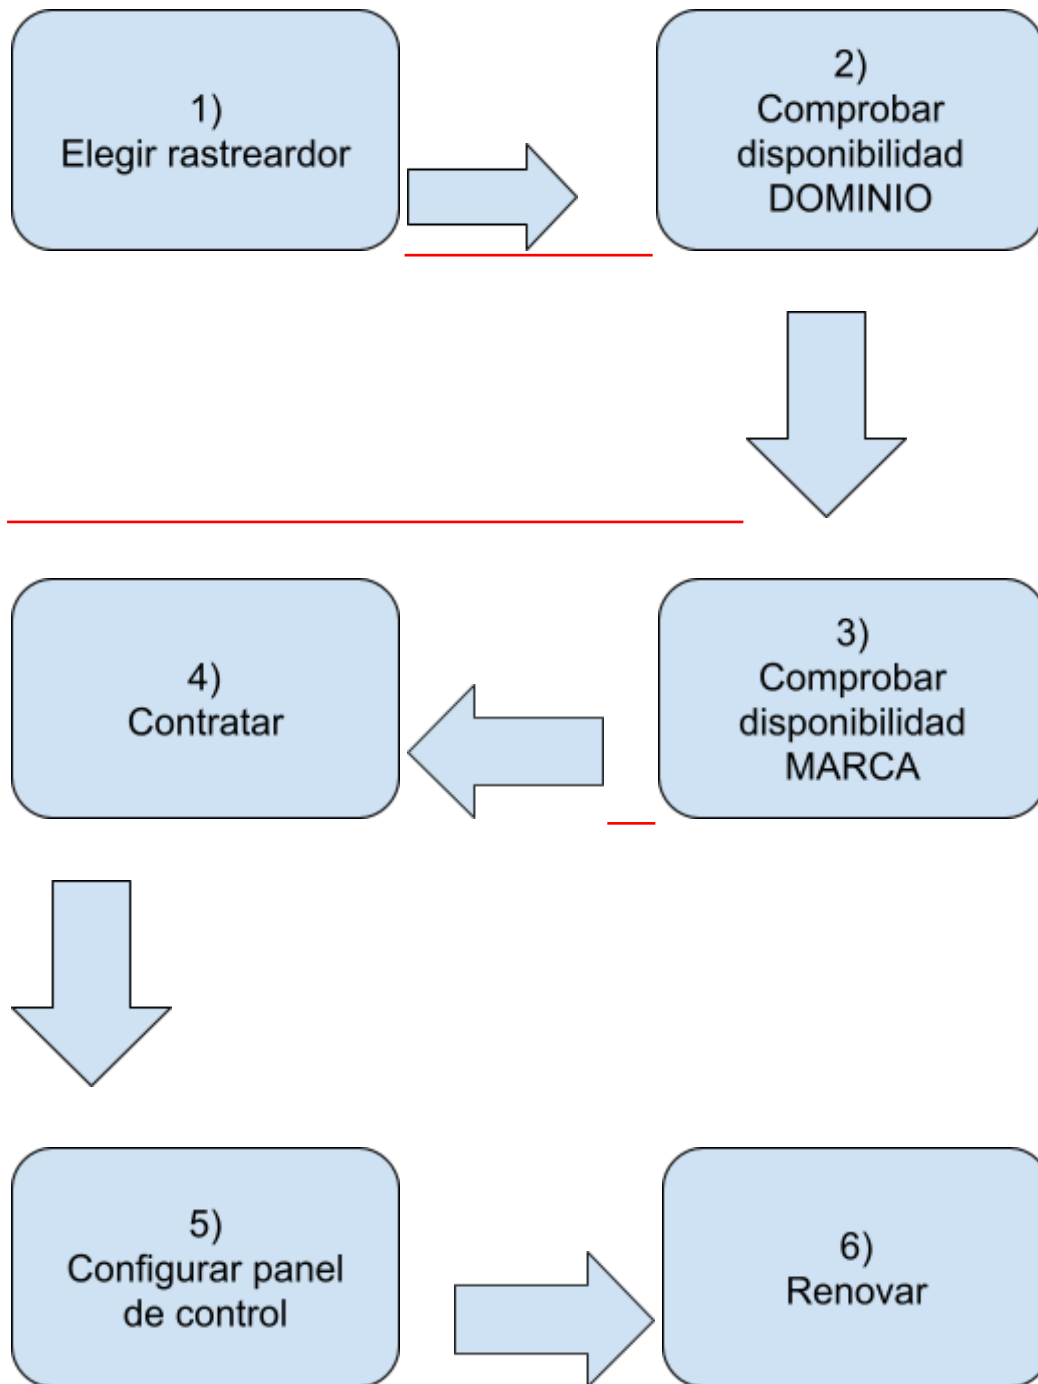 1)
Elegir rastreardor
2)
Comprobar
disponibilidad
DOMINIO
3)
Comprobar
disponibilidad
MARCA
4)
Contratar
5)
Configurar panel
de control
6)
Renovar